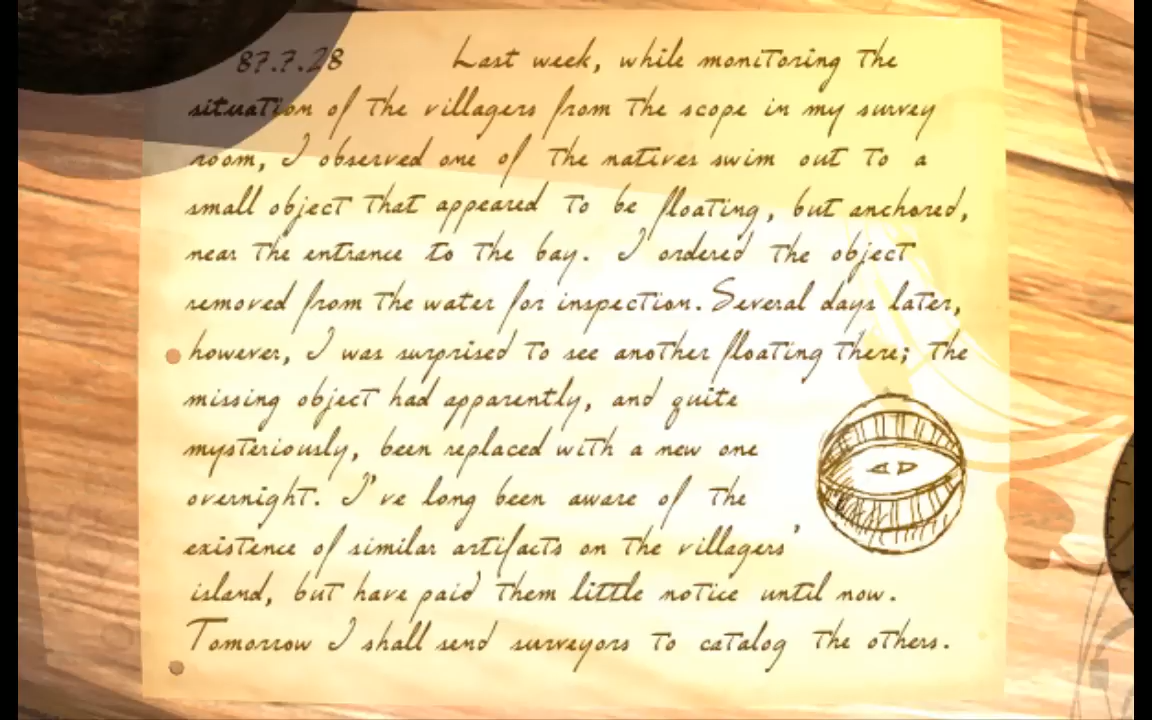 87.7.28 Last week, while monitoring the
situation of the villagers from the scope in my survey
room, I observed one of the natives swim out to a
small object that appeared to be floating, but anchored,
near the entrance to the bay. I ordered the object
removed from the water for inspection. Several days later,
however, I was surprised to see another floating there; the
missing object had apparently, and quite
mysteriously, been replaced with a new one
overnight. I've long been aware of the
existence of similar artifacts on the villagers'
island, but have paid them little notice until now.
Tomorrow I shall send surveyors to catalog the others.